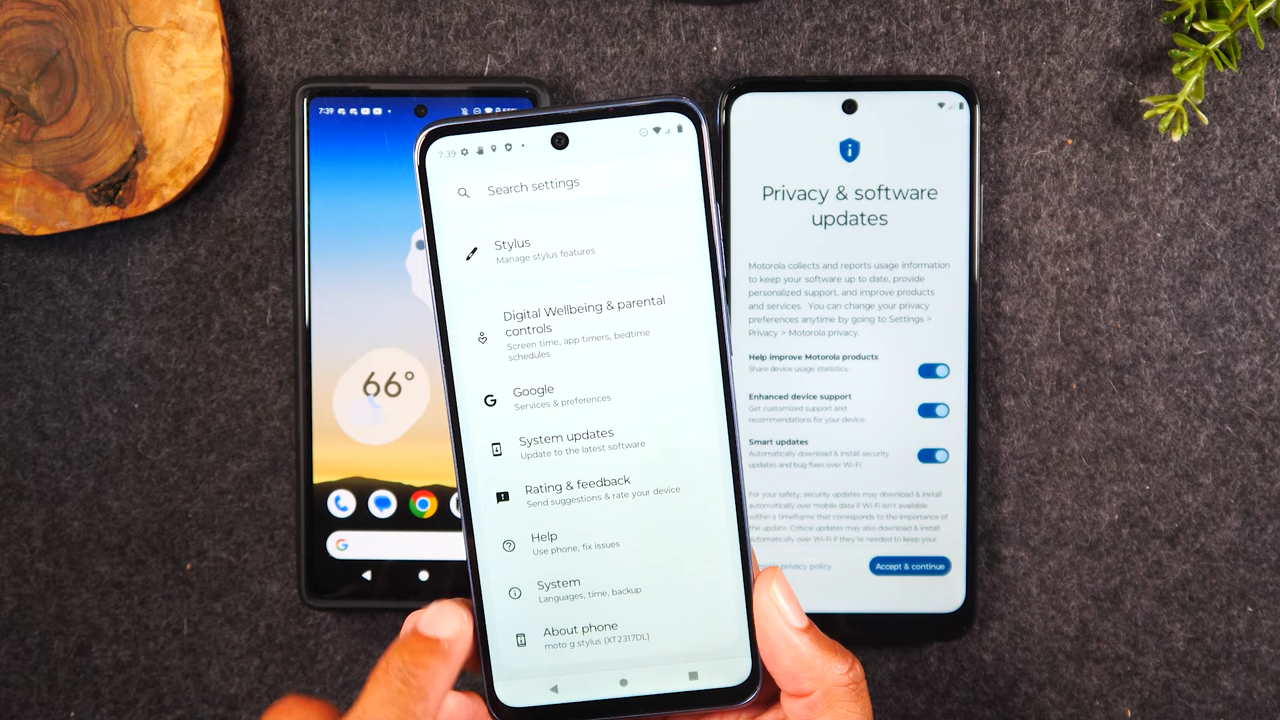 7:39
66°
7:39
Search settings
Stylus
Manage stylus features
Digital Wellbeing & parental
controls
Screen time, app timers, bedtime
schedules
Google
Services & preferences
System updates
Update to the latest software
Rating & feedback
Send suggestions & rate your device
Help
Use phone, fix issues
System
Languages, time, backup
About phone
moto g stylus (XT2317DL)
Privacy & software
updates
Motorola collects and reports usage information
to keep your software up to date, provide
personalized support, and improve products
and services. You can change your privacy
preferences anytime by going to Settings >
Privacy > Motorola privacy.
Help improve Motorola products
Share device usage statistics.
Enhanced device support
Get customized support and
recommendations for your device.
Smart updates
Automatically download & install security
updates and bug fixes over Wi-Fi.
For your safety, security updates may download & install
automatically over mobile data if Wi-Fi isn't available
within a timeframe that corresponds to the importance of
the update. Critical updates may also download & install
automatically over Wi-Fi if they're needed to keep your
privacy policy
Accept & continue